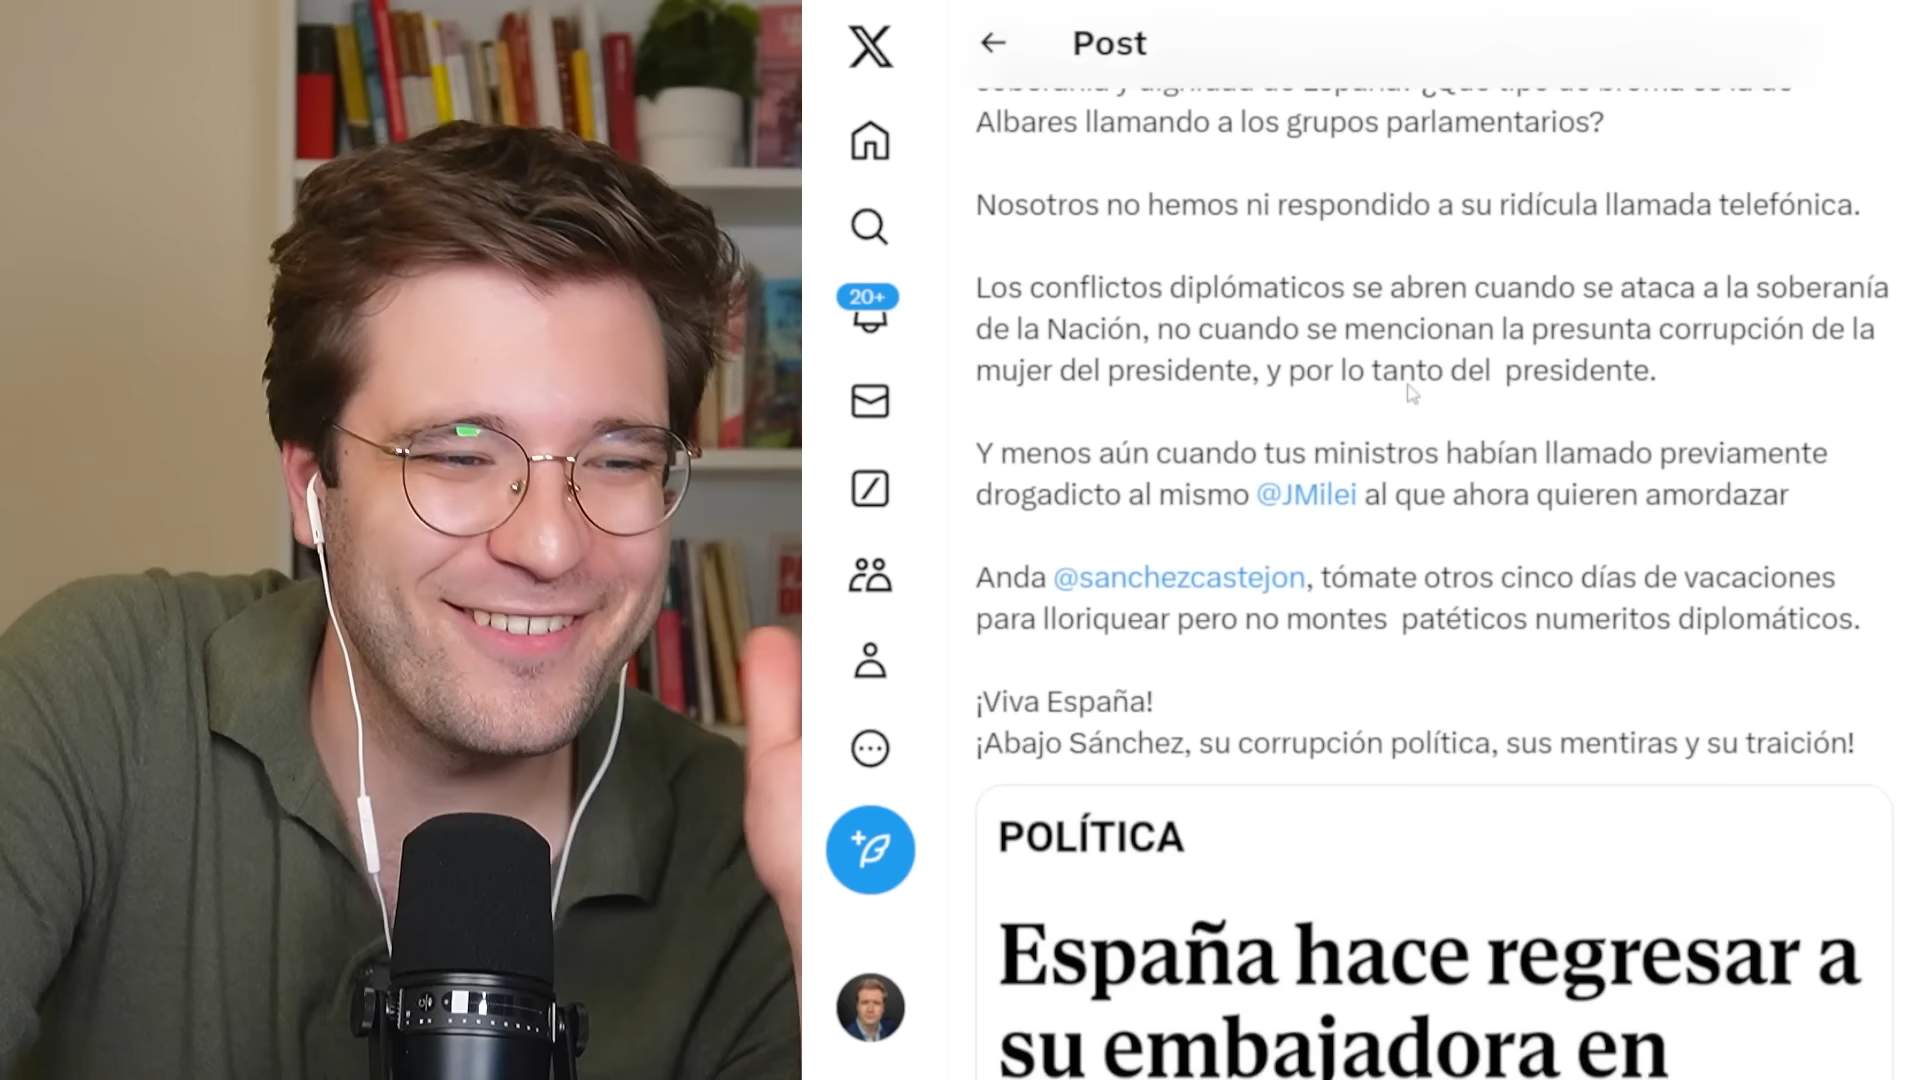 Post
Albares llamando a los grupos parlamentarios?
Nosotros no hemos ni respondido a su ridícula llamada telefónica.
Los conflictos diplómaticos se abren cuando se ataca a la soberanía
de la Nación, no cuando se mencionan la presunta corrupción de la
mujer del presidente, y por lo tanto del  presidente.
Y menos aún cuando tus ministros habían llamado previamente
drogadicto al mismo @JMilei al que ahora quieren amordazar
Anda @sanchezcastejon, tómate otros cinco días de vacaciones
para lloriquear pero no montes  patéticos numeritos diplomáticos.
¡Viva España!
¡Abajo Sánchez, su corrupción política, sus mentiras y su traición!
POLÍTICA
España hace regresar a
su embajadora en
20+